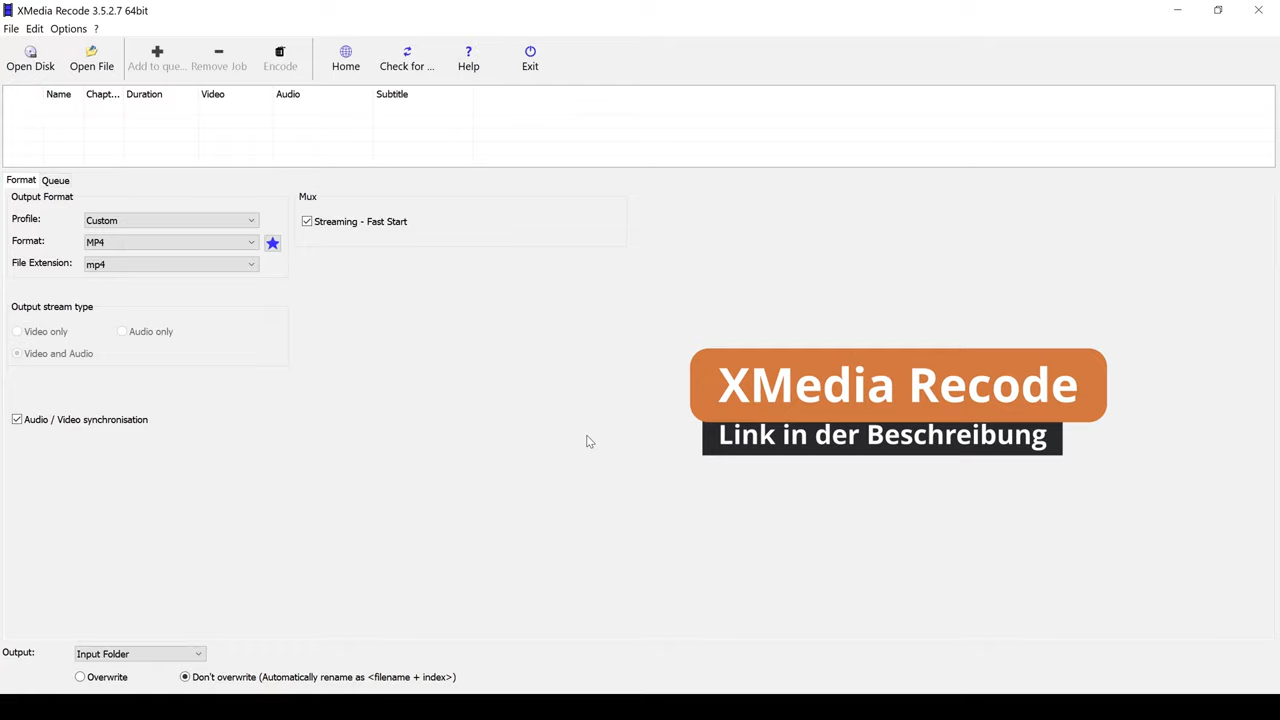 XMedia Recode 3.5.2.7 64bit
File Edit Options ?
Open Disk Open File Add to que... Remove Job Encode Home Check for ... Help Exit
Name Chapt... Duration Video Audio Subtitle
Format Queue
Output Format
Profile: Custom
Format: MP4
File Extension: mp4
Mux
Streaming - Fast Start
Output stream type
Video only Audio only
Video and Audio
Audio / Video synchronisation
XMedia Recode
Link in der Beschreibung
Output: Input Folder
Overwrite Don't overwrite (Automatically rename as <filename + index>)